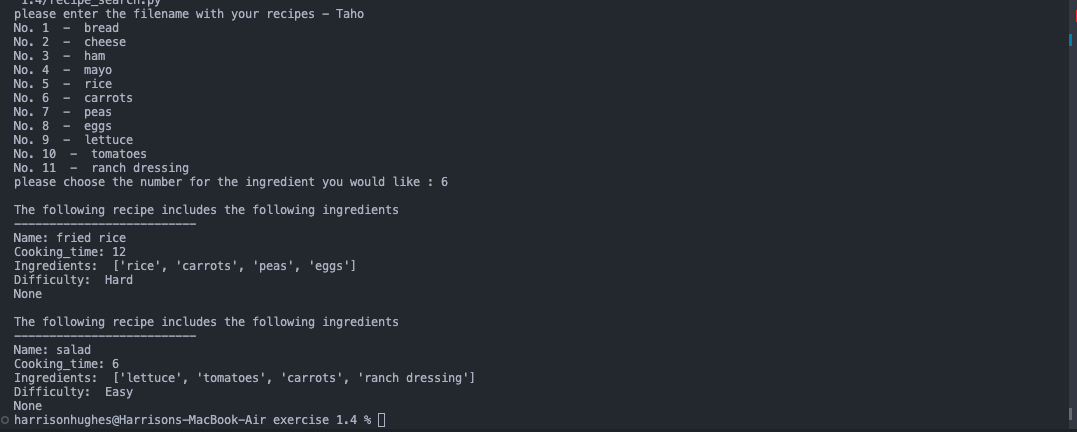 1.4/recipe_search.py
please enter the filename with your recipes - Taho
No. 1  -  bread
No. 2  -  cheese
No. 3  -  ham
No. 4  -  mayo
No. 5  -  rice
No. 6  -  carrots
No. 7  -  peas
No. 8  -  eggs
No. 9  -  lettuce
No. 10  -  tomatoes
No. 11  -  ranch dressing
please choose the number for the ingredient you would like : 6
The following recipe includes the following ingredients
--------------------------
Name: fried rice
Cooking_time: 12
Ingredients:  ['rice', 'carrots', 'peas', 'eggs']
Difficulty:  Hard
None
The following recipe includes the following ingredients
--------------------------
Name: salad
Cooking_time: 6
Ingredients:  ['lettuce', 'tomatoes', 'carrots', 'ranch dressing']
Difficulty:  Easy
None
harrisonhughes@Harrisons-MacBook-Air exercise 1.4 %